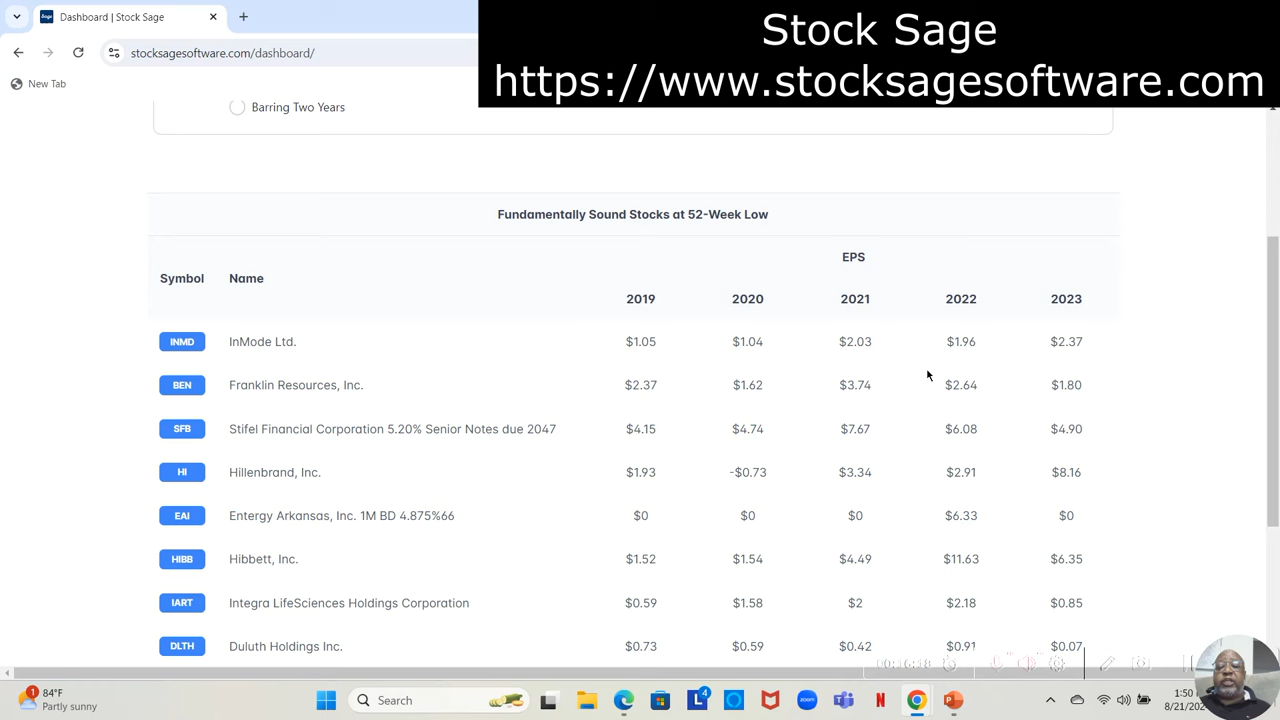 Dashboard | Stock Sage
Stock Sage
stocksagesoftware.com/dashboard/
https://www.stocksagesoftware.com
New Tab
Barring Two Years
Fundamentally Sound Stocks at 52-Week Low
EPS
Symbol Name
2019 2020 2021 2022 2023
INMD InMode Ltd. $1.05 $1.04 $2.03 $1.96 $2.37
BEN Franklin Resources, Inc. $2.37 $1.62 $3.74 $2.64 $1.80
SFB Stifel Financial Corporation 5.20% Senior Notes due 2047 $4.15 $4.74 $7.67 $6.08 $4.90
HI Hillenbrand, Inc. $1.93 -$0.73 $3.34 $2.91 $8.16
EAI Entergy Arkansas, Inc. 1M BD 4.875%66 $0 $0 $0 $6.33 $0
HIBB Hibbett, Inc. $1.52 $1.54 $4.49 $11.63 $6.35
IART Integra LifeSciences Holdings Corporation $0.59 $1.58 $2 $2.18 $0.85
DLTH Duluth Holdings Inc. $0.73 $0.59 $0.42 $0.91 $0.07
1 84°F
Partly sunny
Search
4
zoom
1:50